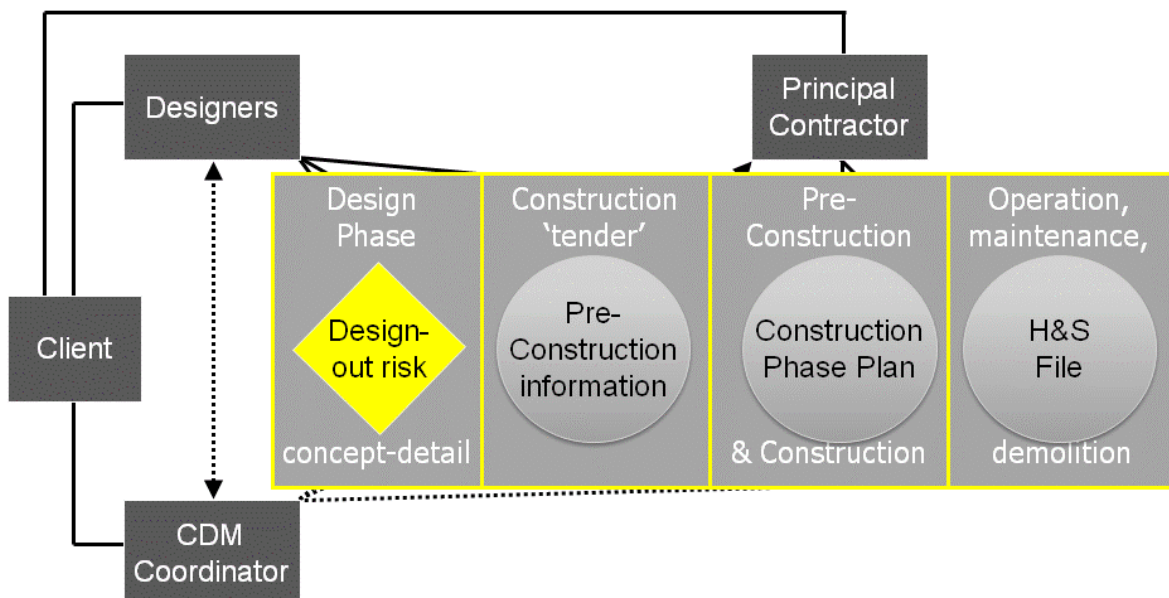 Designers
Principal
Contractor
Client
CDM
Coordinator
Design
Phase
Design-
out risk
concept-detail
Construction
‘tender’
Pre-
Construction
information
Pre-
Construction
Construction
Phase Plan
& Construction
Operation,
maintenance,
H&S
File
demolition